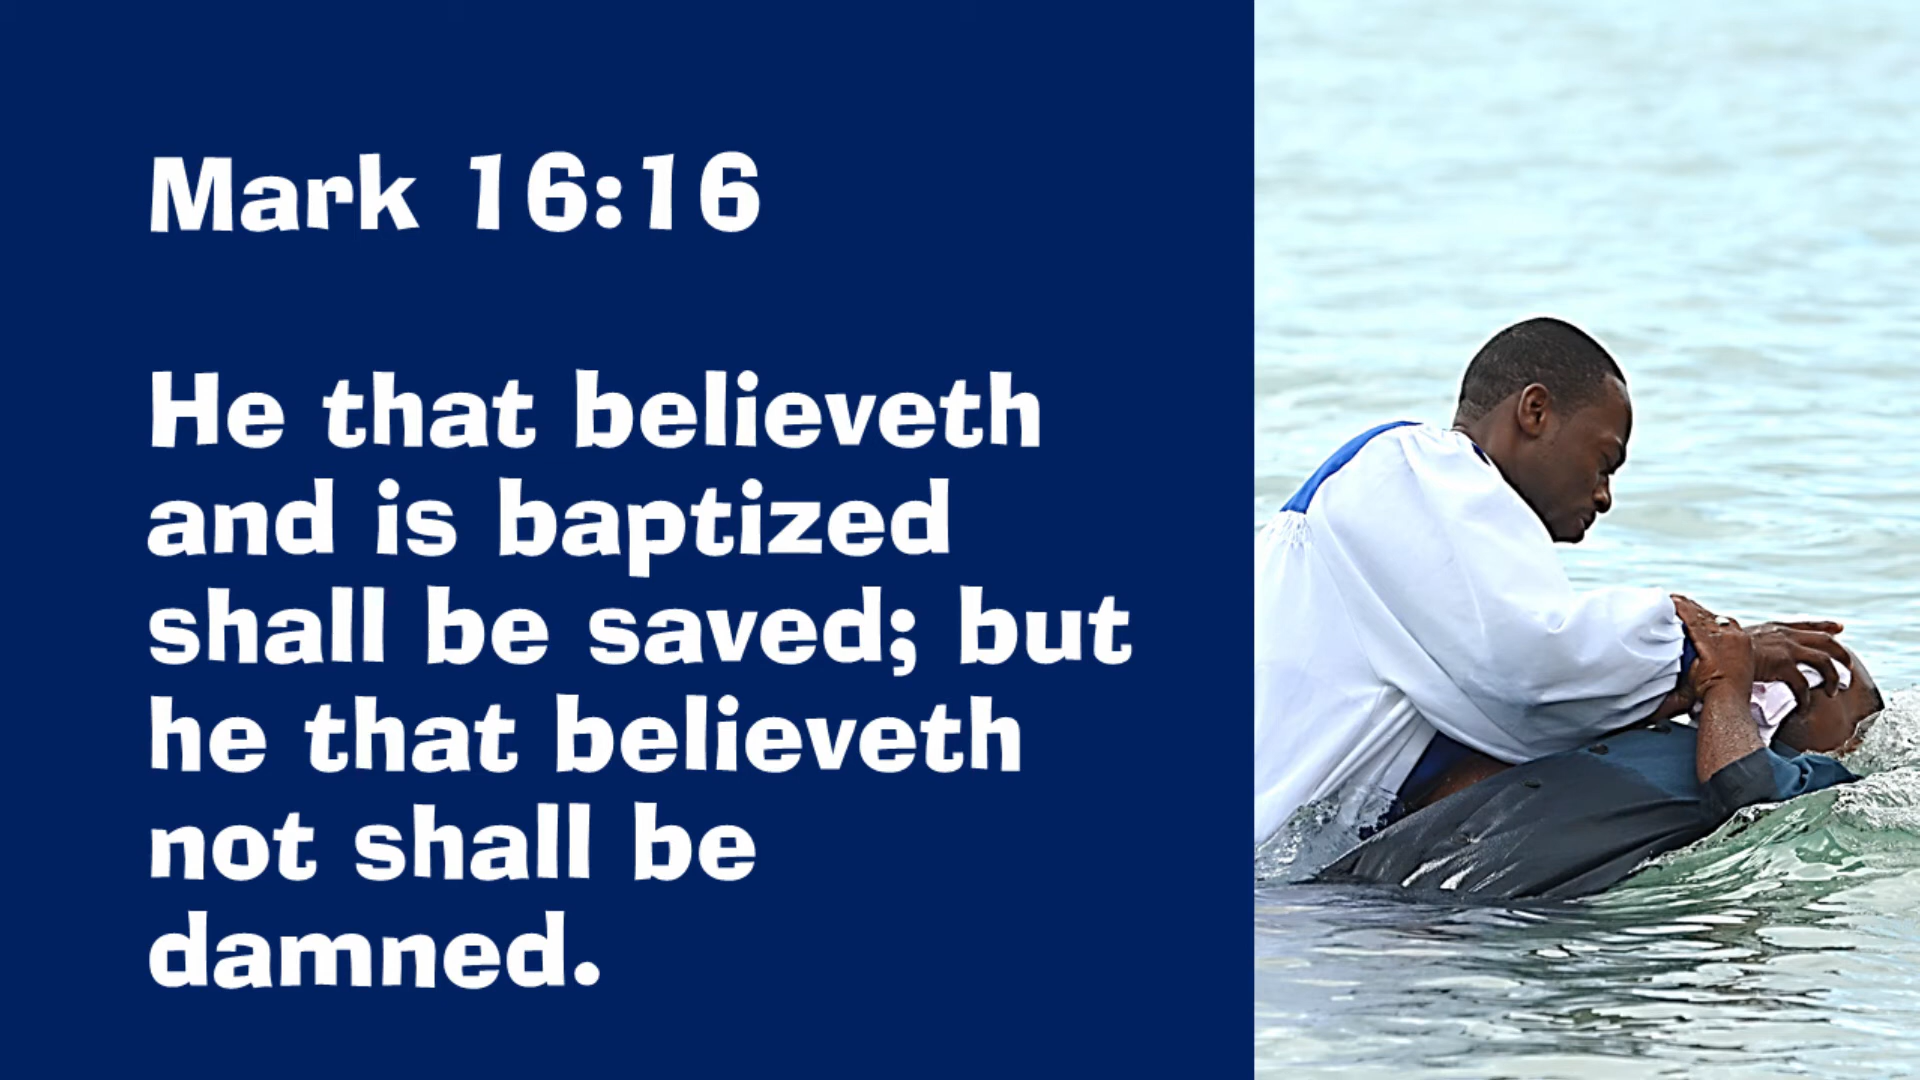 Mark 16:16
He that believeth
and is baptized
shall be saved; but
he that believeth
not shall be
damned.